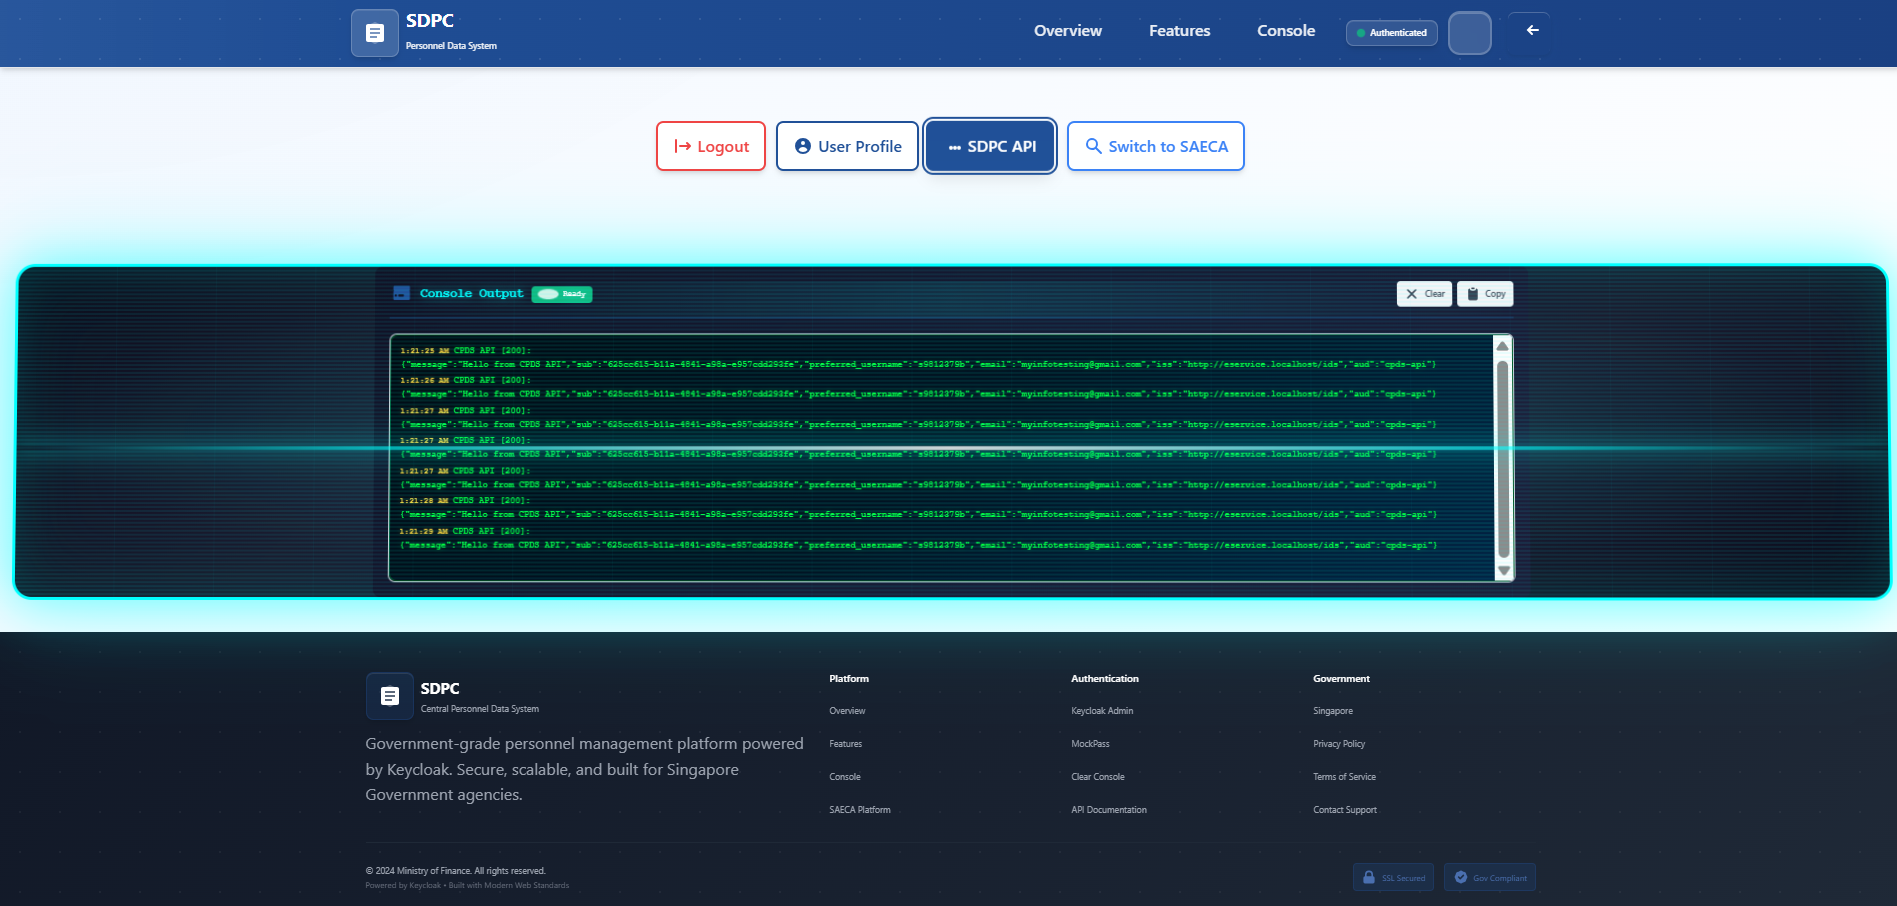 SDPC
Personnel Data System
Overview
Features
Console
Authenticated
Logout
User Profile
SDPC API
Switch to SAECA
Console Output
Ready
Clear
Copy
1:21:25 AM CPDS API [200]:
{"message":"Hello from CPDS API","sub":"625cc615-b11a-4841-a98a-e957cdd293fe","preferred_username":"s9812379b","email":"myinfotesting@gmail.com","iss":"http://eservice.localhost/ids","aud":"cpds-api"}
1:21:26 AM CPDS API [200]:
{"message":"Hello from CPDS API","sub":"625cc615-b11a-4841-a98a-e957cdd293fe","preferred_username":"s9812379b","email":"myinfotesting@gmail.com","iss":"http://eservice.localhost/ids","aud":"cpds-api"}
1:21:27 AM CPDS API [200]:
{"message":"Hello from CPDS API","sub":"625cc615-b11a-4841-a98a-e957cdd293fe","preferred_username":"s9812379b","email":"myinfotesting@gmail.com","iss":"http://eservice.localhost/ids","aud":"cpds-api"}
1:21:27 AM CPDS API [200]:
{"message":"Hello from CPDS API","sub":"625cc615-b11a-4841-a98a-e957cdd293fe","preferred_username":"s9812379b","email":"myinfotesting@gmail.com","iss":"http://eservice.localhost/ids","aud":"cpds-api"}
1:21:27 AM CPDS API [200]:
{"message":"Hello from CPDS API","sub":"625cc615-b11a-4841-a98a-e957cdd293fe","preferred_username":"s9812379b","email":"myinfotesting@gmail.com","iss":"http://eservice.localhost/ids","aud":"cpds-api"}
1:21:28 AM CPDS API [200]:
{"message":"Hello from CPDS API","sub":"625cc615-b11a-4841-a98a-e957cdd293fe","preferred_username":"s9812379b","email":"myinfotesting@gmail.com","iss":"http://eservice.localhost/ids","aud":"cpds-api"}
1:21:29 AM CPDS API [200]:
{"message":"Hello from CPDS API","sub":"625cc615-b11a-4841-a98a-e957cdd293fe","preferred_username":"s9812379b","email":"myinfotesting@gmail.com","iss":"http://eservice.localhost/ids","aud":"cpds-api"}
SDPC
Central Personnel Data System
Government-grade personnel management platform powered
by Keycloak. Secure, scalable, and built for Singapore
Government agencies.
Platform
Overview
Features
Console
SAECA Platform
Authentication
Keycloak Admin
MockPass
Clear Console
API Documentation
Government
Singapore
Privacy Policy
Terms of Service
Contact Support
© 2024 Ministry of Finance. All rights reserved.
Powered by Keycloak • Built with Modern Web Standards
SSL Secured
Gov Compliant